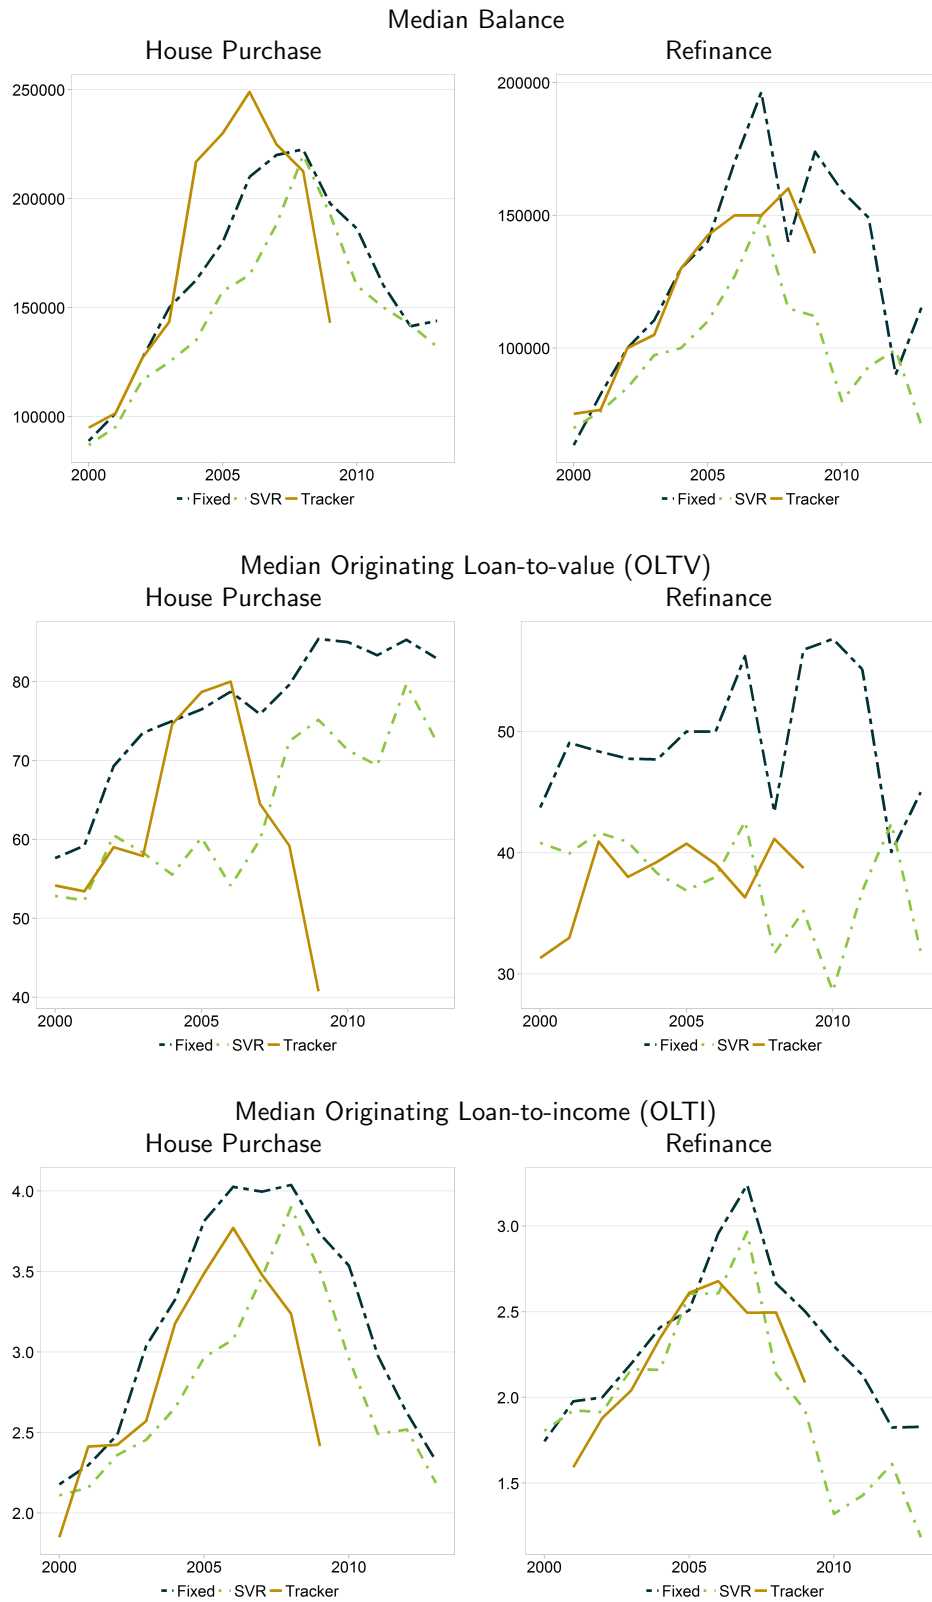 Median Balance
House Purchase
Refinance
250000
200000
150000
100000
2000 2005 2010
Fixed SVR Tracker
200000
150000
100000
2000 2005 2010
Fixed SVR Tracker
Median Originating Loan-to-value (OLTV)
House Purchase
Refinance
80
70
60
50
40
2000 2005 2010
Fixed SVR Tracker
50
40
30
2000 2005 2010
Fixed SVR Tracker
Median Originating Loan-to-income (OLTI)
House Purchase
Refinance
4.0
3.5
3.0
2.5
2.0
2000 2005 2010
Fixed SVR Tracker
3.0
2.5
2.0
1.5
2000 2005 2010
Fixed SVR Tracker